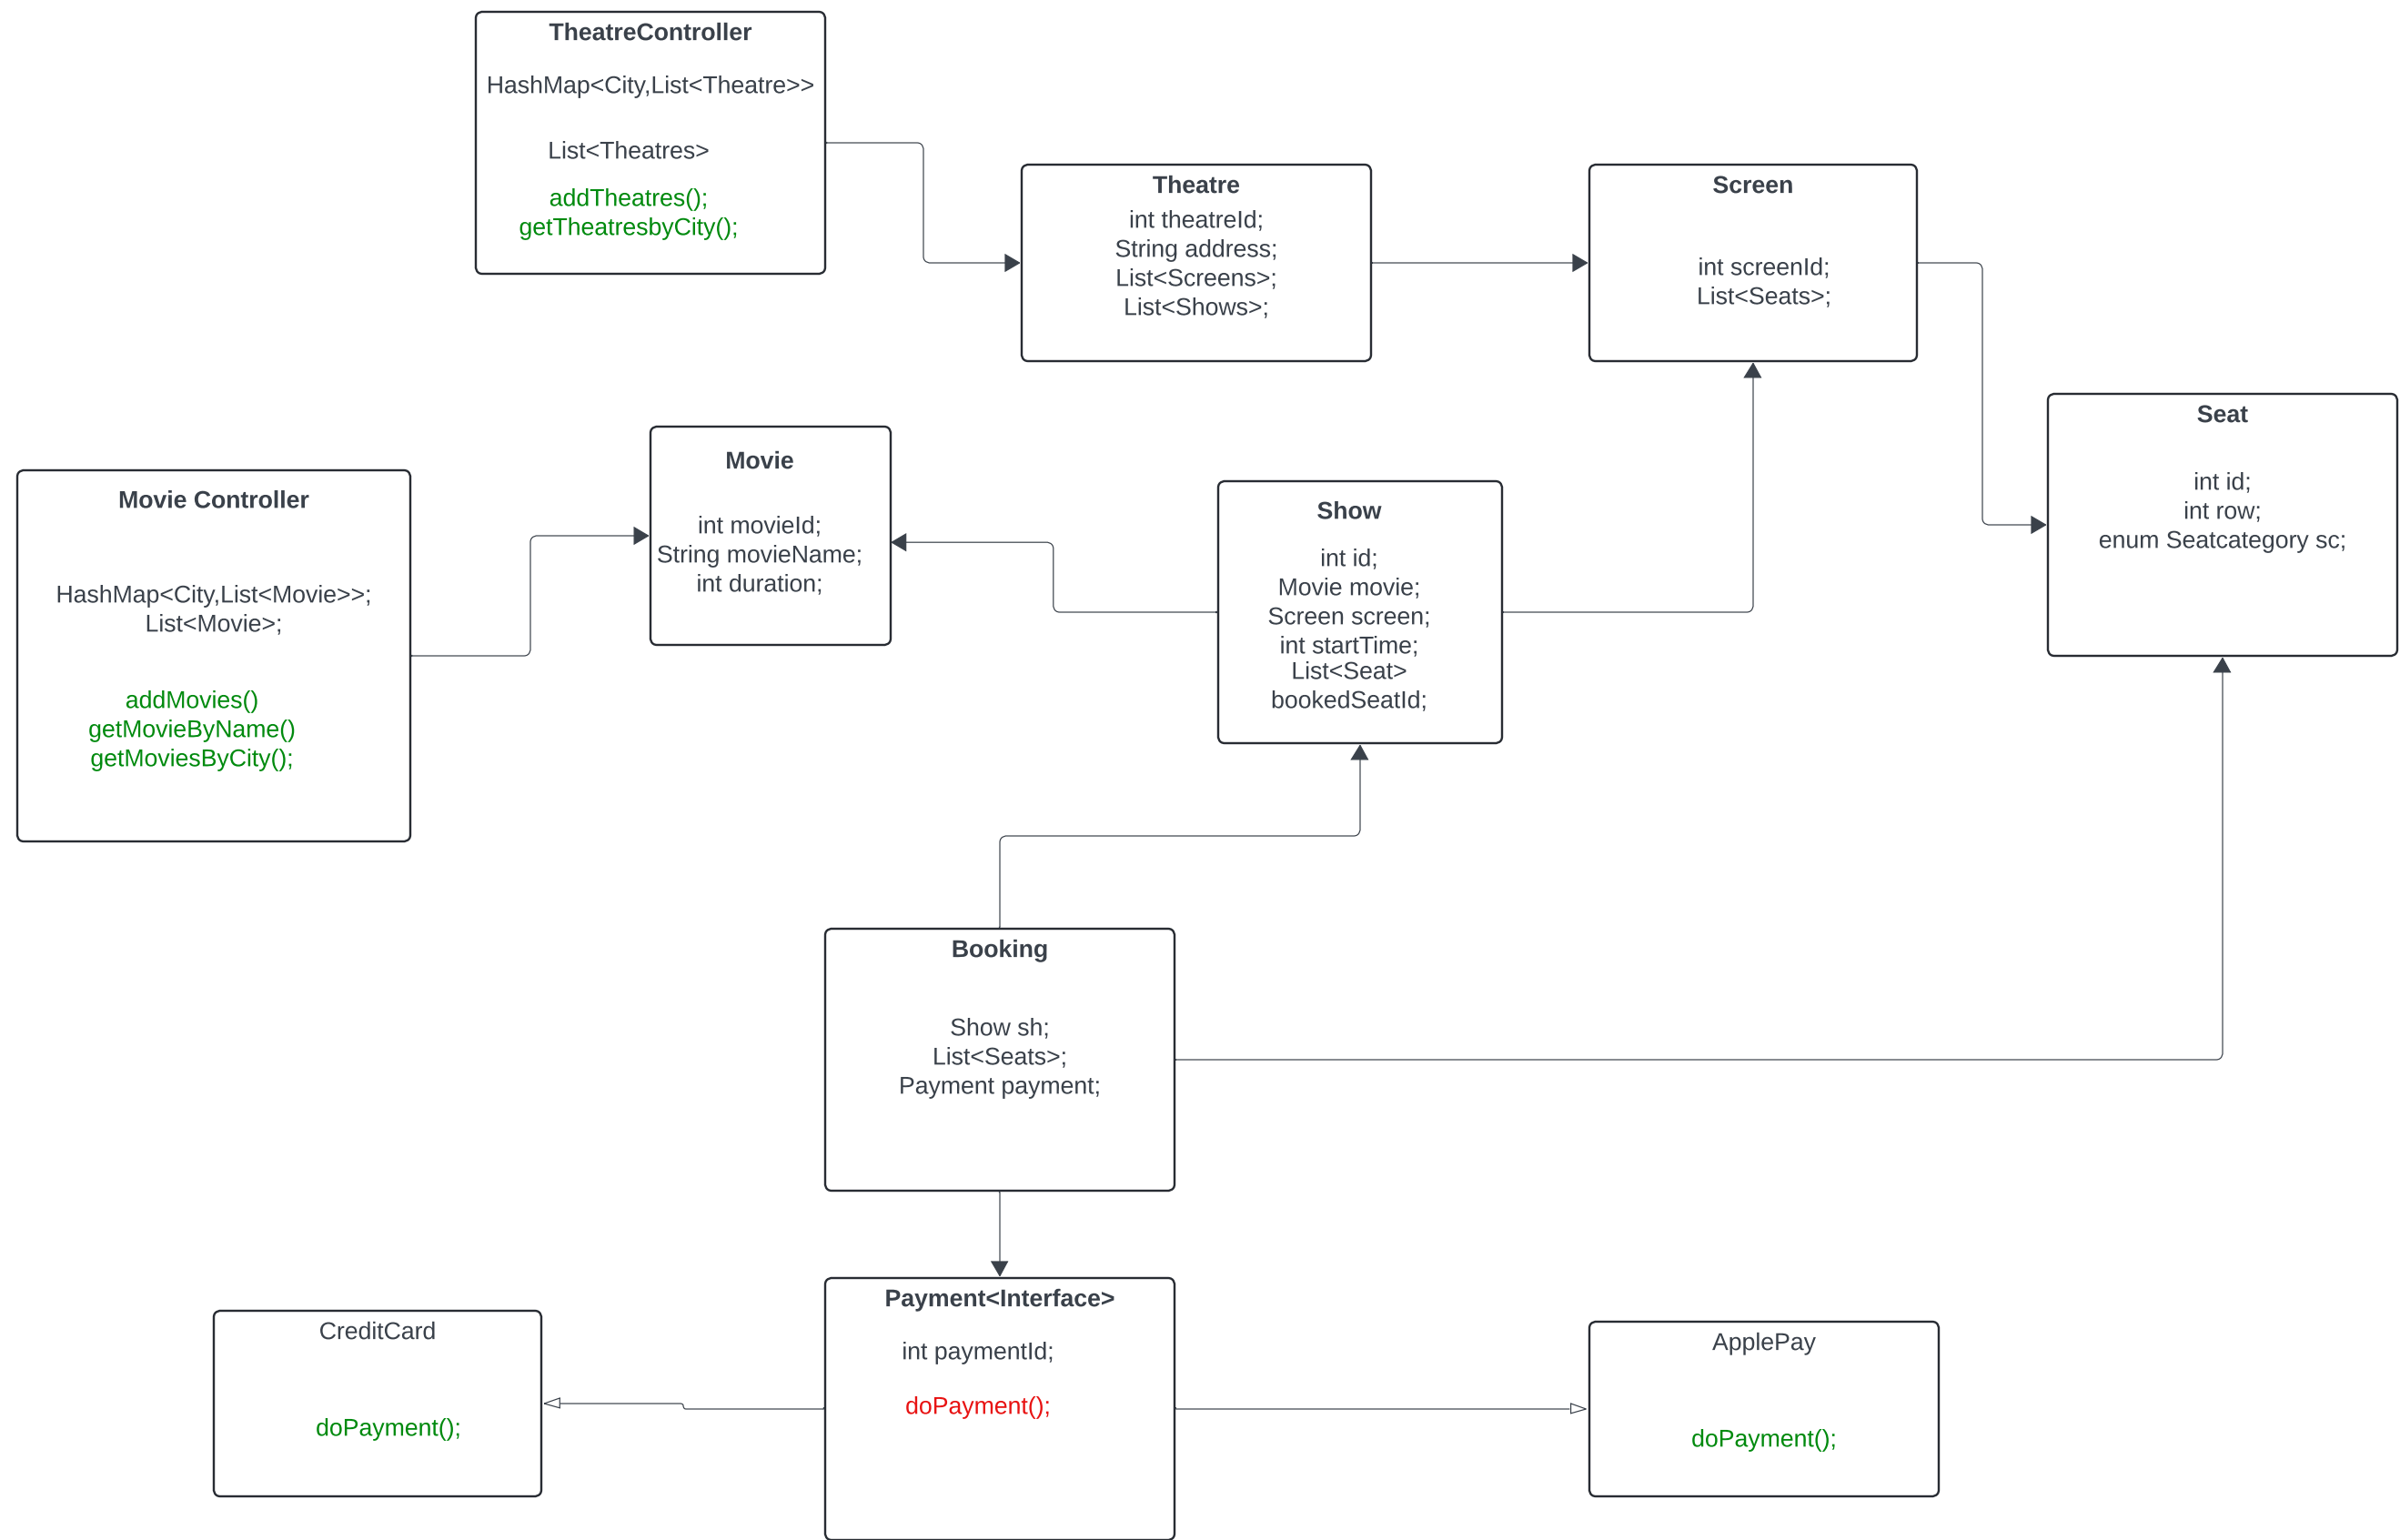 TheatreController
HashMap<City,List<Theatre>>
List<Theatres>
addTheatres();
getTheatresbyCity();
Theatre
int theatreId;
String address;
List<Screens>;
List<Shows>;
Screen
int screenId;
List<Seats>;
Seat
int id;
int row;
enum Seatcategory sc;
Movie
int movieId;
String movieName;
int duration;
Movie Controller
HashMap<City,List<Movie>>;
List<Movie>;
addMovies()
getMovieByName()
getMoviesByCity();
Show
int id;
Movie movie;
Screen screen;
int startTime;
List<Seat>
bookedSeatId;
Booking
Show sh;
List<Seats>;
Payment payment;
Payment<Interface>
int paymentId;
doPayment();
CreditCard
doPayment();
ApplePay
doPayment();